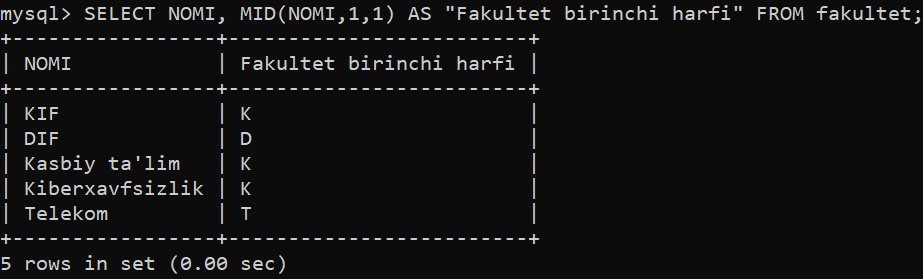 mysql> SELECT NOMI, MID(NOMI,1,1) AS "Fakultet birinchi harfi" FROM fakultet;
+-----------------+-------------------------+
| NOMI            | Fakultet birinchi harfi |
+-----------------+-------------------------+
| KIF             | K                       |
| DIF             | D                       |
| Kasbiy ta'lim   | K                       |
| Kiberxavfsizlik | K                       |
| Telekom         | T                       |
+-----------------+-------------------------+
5 rows in set (0.00 sec)